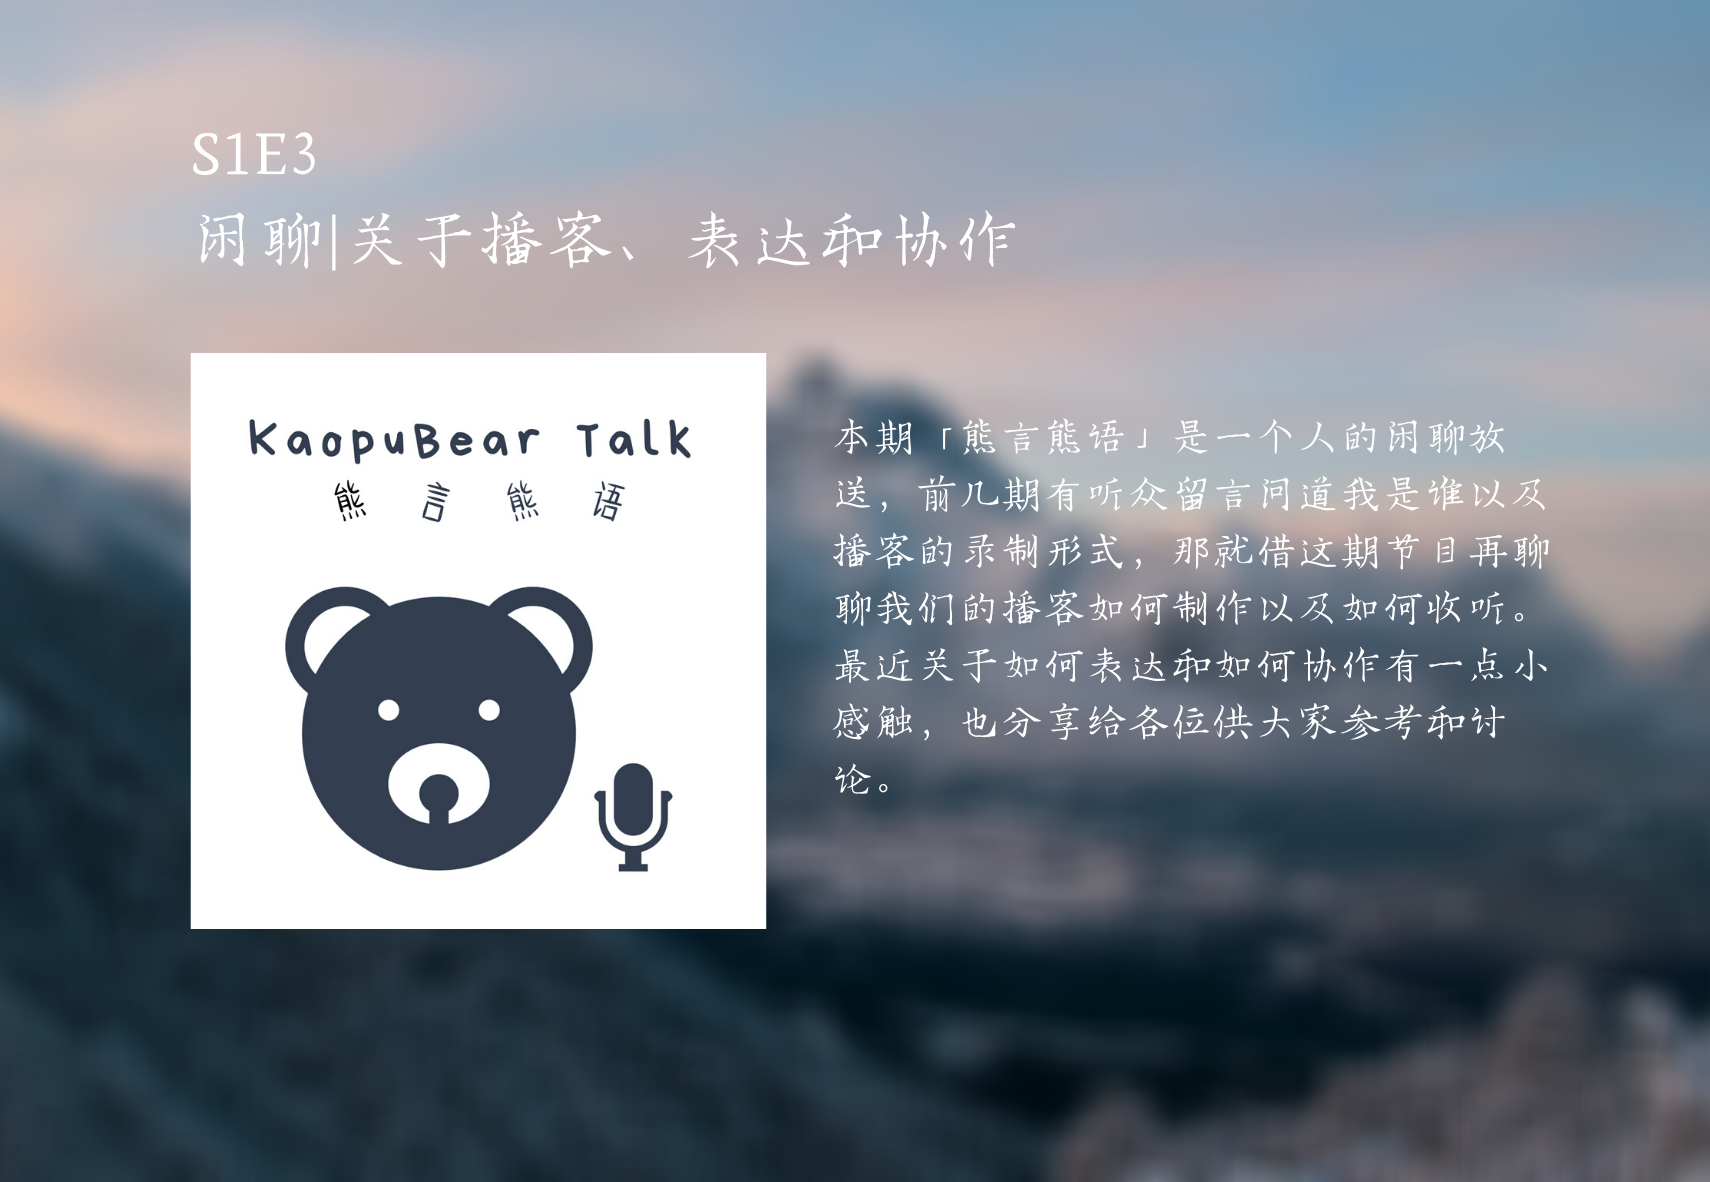 S1E3
闲聊|关于播客、表达和协作
KaopuBear Talk
熊言熊语
本期「熊言熊语」是一个人的闲聊放
送，前几期有听众留言问道我是谁以及
播客的录制形式，那就借这期节目再聊
聊我们的播客如何制作以及如何收听。
最近关于如何表达和如何协作有一点小
感触，也分享给各位供大家参考和讨
论。